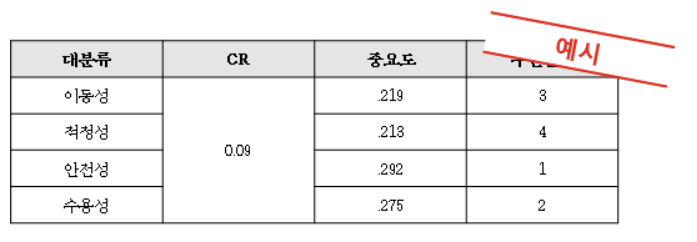 예시
대분류 CR 중요도
이동성 .219 3
적정성 .213 4
0.09
안전성 .292 1
수용성 .275 2